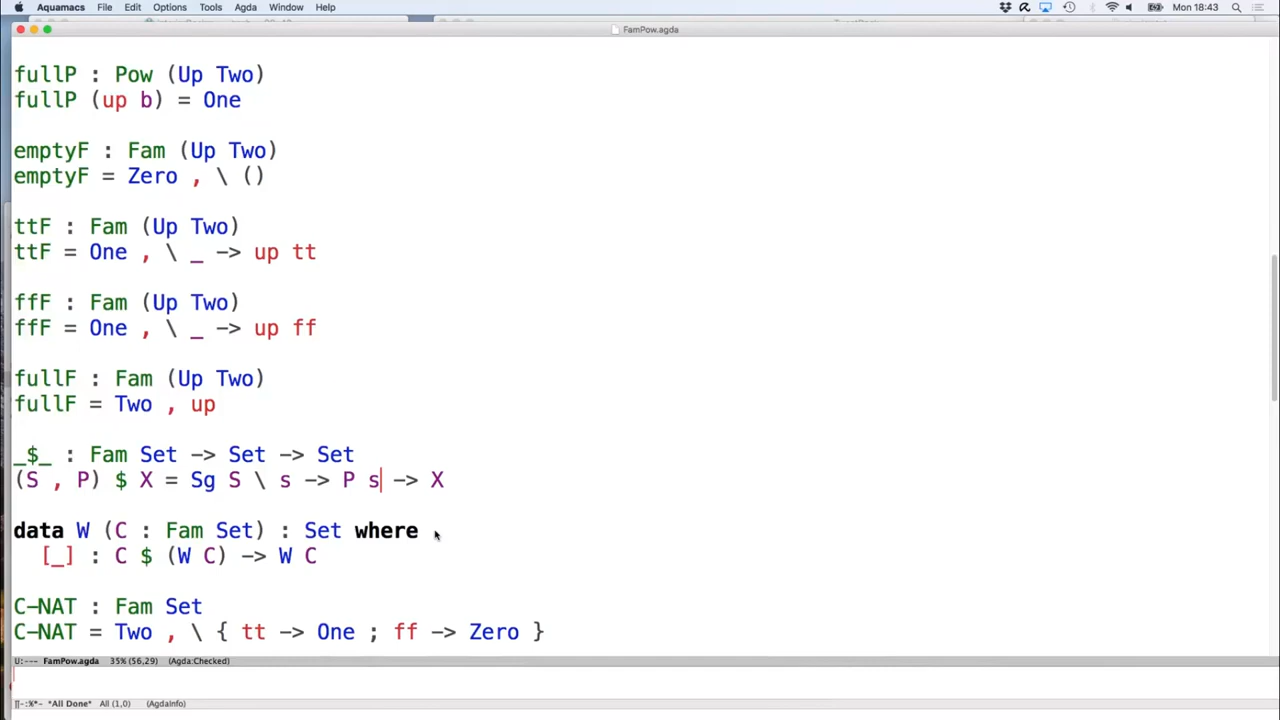 Aquamacs File Edit Options Tools Agda Window Help Mon 18:43
FamPow.agda
fullP : Pow (Up Two)
fullP (up b) = One
emptyF : Fam (Up Two)
emptyF = Zero , \ ()
ttF : Fam (Up Two)
ttF = One , \ _ -> up tt
ffF : Fam (Up Two)
ffF = One , \ _ -> up ff
fullF : Fam (Up Two)
fullF = Two , up
_$_ : Fam Set -> Set -> Set
(S , P) $ X = Sg S \ s -> P s -> X
data W (C : Fam Set) : Set where
[_] : C $ (W C) -> W C
C-NAT : Fam Set
C-NAT = Two , \ { tt -> One ; ff -> Zero }
U:--- FamPow.agda 35% (56,29) (Agda:Checked)
-:%*- *All Done* All (1,0) (AgdaInfo)